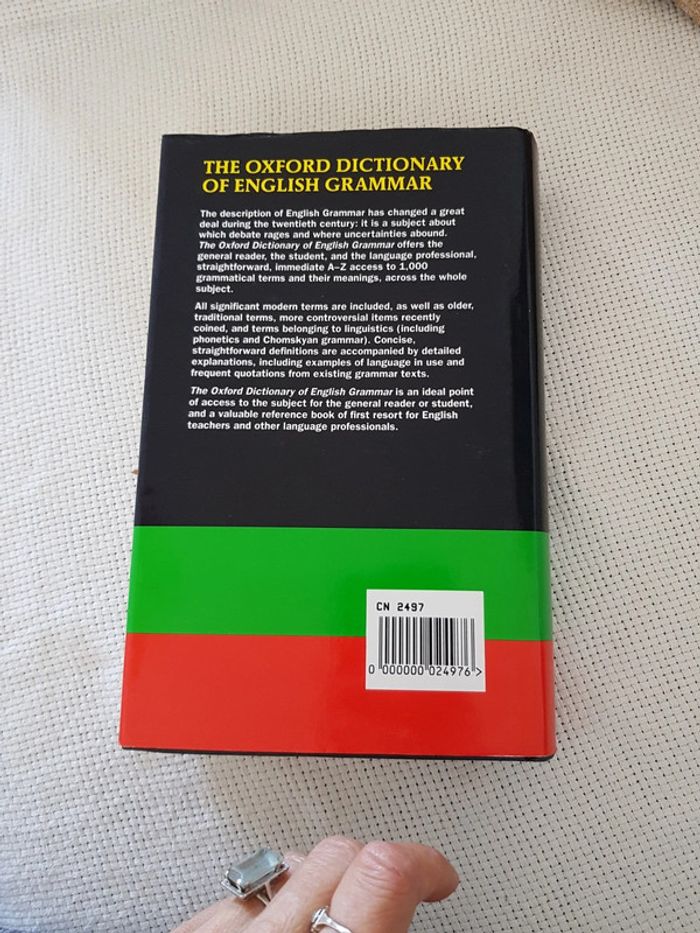 THE OXFORD DICTIONARY
OF ENGLISH GRAMMAR
The description of English Grammar has changed a great
deal during the twentieth century: it is a subject about
which debate rages and where uncertainties abound.
The Oxford Dictionary of English Grammar offers the
general reader, the student, and the language professional,
straightforward, immediate A–Z access to 1,000
grammatical terms and their meanings, across the whole
subject.
All significant modern terms are included, as well as older,
traditional terms, more controversial items recently
coined, and terms belonging to linguistics (including
phonetics and Chomskyan grammar). Concise,
straightforward definitions are accompanied by detailed
explanations, including examples of language in use and
frequent quotations from existing grammar texts.
The Oxford Dictionary of English Grammar is an ideal point
of access to the subject for the general reader or student,
and a valuable reference book of first resort for English
teachers and other language professionals.
CN 2497
0 000000 024976 >